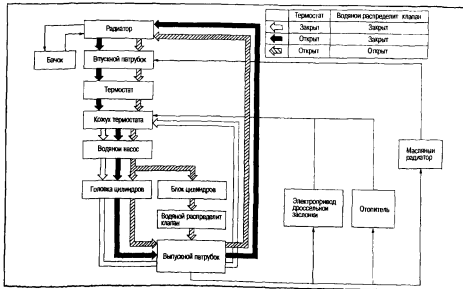 Термостат Водяной распределит клапан
Закрыт Закрыт
Открыт Закрыт
Открыт Открыт
Радиатор
Бачок
Впускной патрубок
Термостат
Кожух термостата
Водяной насос
Головка цилиндров
Блок цилиндров
Водяной распределит
клапан
Выпускной патрубок
Электропривод
дроссельной
заслонки
Отопитель
Масляный
радиатор